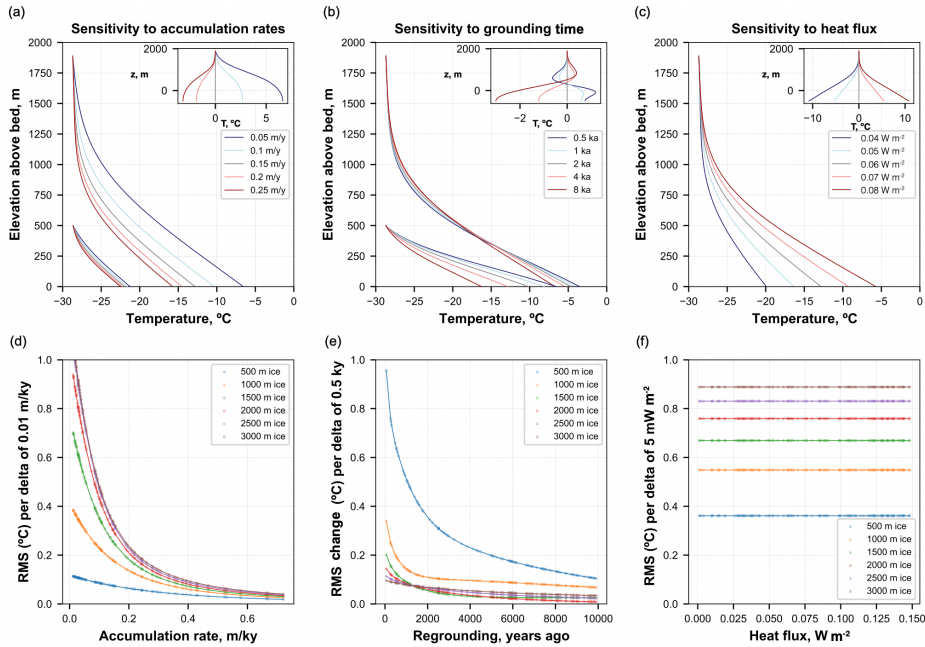 (a)
Sensitivity to accumulation rates
2000
1750
1500
1250
1000
750
500
250
0
−30
−25
−20
−15
−10
−5
0
Elevation above bed, m
Temperature, ºC
2000
0
z, m
0
5
T, ºC
0.05 m/y
0.1 m/y
0.15 m/y
0.2 m/y
0.25 m/y
(b)
Sensitivity to grounding time
2000
1750
1500
1250
1000
750
500
250
0
−30
−25
−20
−15
−10
−5
0
Elevation above bed, m
Temperature, ºC
2000
0
z, m
−2
0
T, ºC
0.5 ka
1 ka
2 ka
4 ka
8 ka
(c)
Sensitivity to heat flux
2000
1750
1500
1250
1000
750
500
250
0
−30
−25
−20
−15
−10
−5
0
Elevation above bed, m
Temperature, ºC
2000
0
z, m
−10
0
10
T, ºC
0.04 W m-2
0.05 W m-2
0.06 W m-2
0.07 W m-2
0.08 W m-2
(d)
1.0
0.8
0.6
0.4
0.2
0.0
0.0
0.2
0.4
0.6
RMS (ºC) per delta of 0.01 m/ky
Accumulation rate, m/ky
500 m ice
1000 m ice
1500 m ice
2000 m ice
2500 m ice
3000 m ice
(e)
1.0
0.8
0.6
0.4
0.2
0.0
0
2000
4000
6000
8000
10000
RMS change (ºC) per delta of 0.5 ky
Regrounding, years ago
500 m ice
1000 m ice
1500 m ice
2000 m ice
2500 m ice
3000 m ice
(f)
1.0
0.8
0.6
0.4
0.2
0.0
0.000
0.025
0.050
0.075
0.100
0.125
0.150
RMS (ºC) per delta of 5 mW m-2
Heat flux, W m-2
500 m ice
1000 m ice
1500 m ice
2000 m ice
2500 m ice
3000 m ice